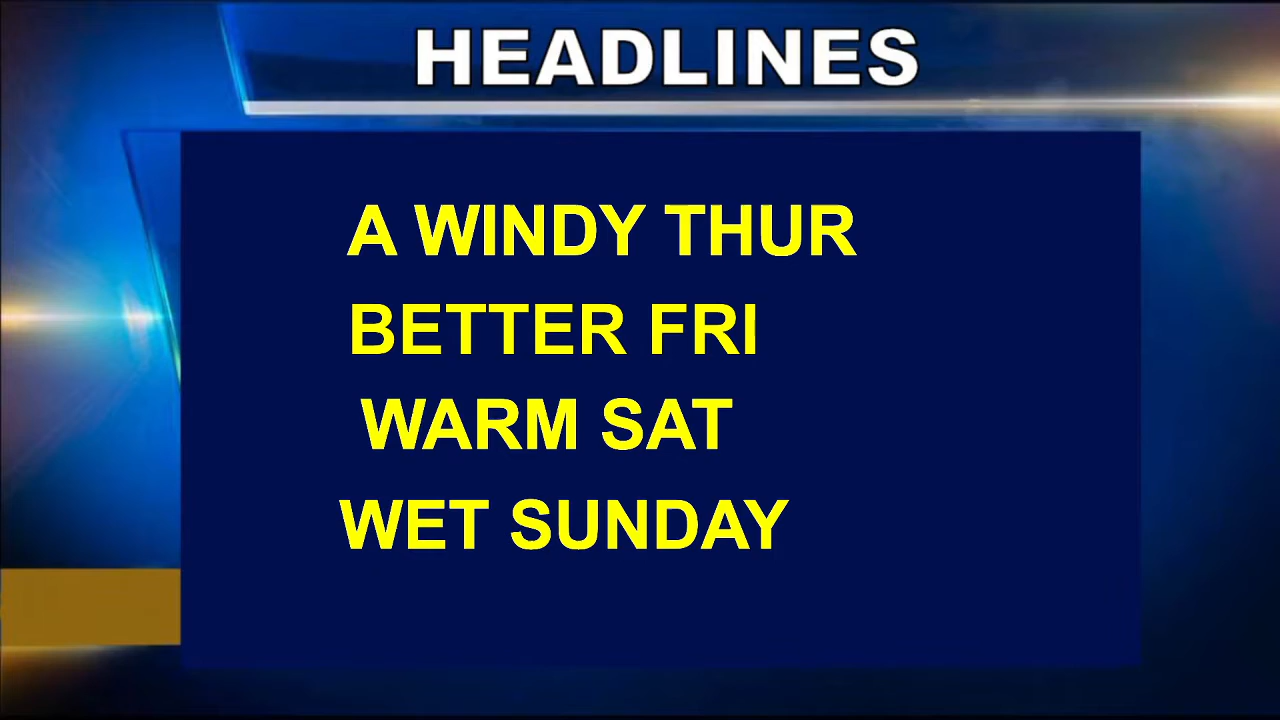 HEADLINES
A WINDY THUR
BETTER FRI
WARM SAT
WET SUNDAY